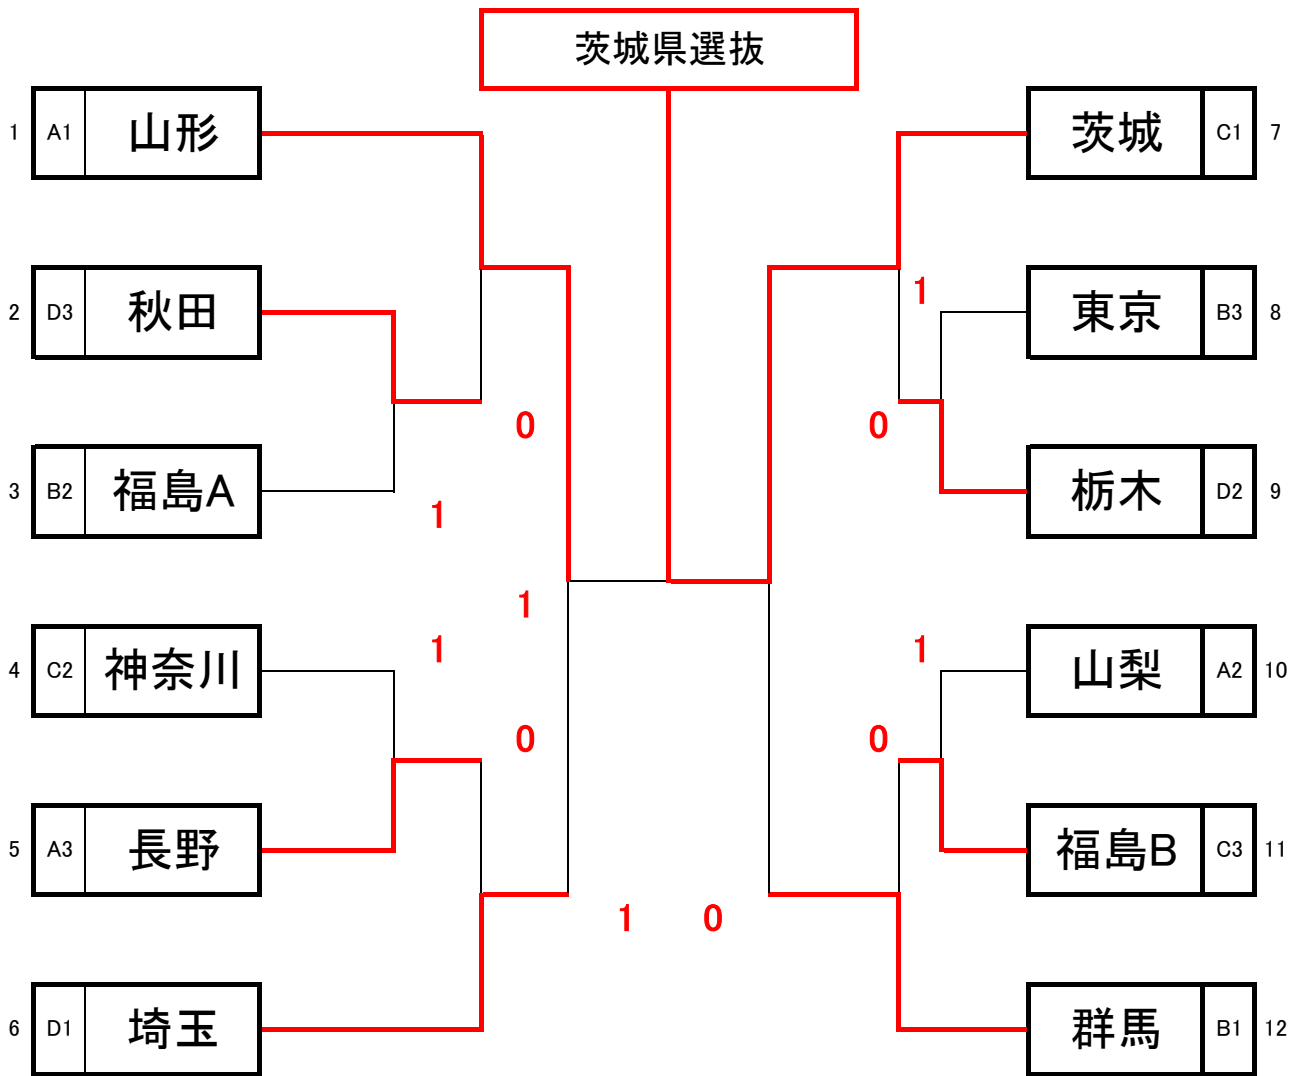 茨城県選抜
1 A1 山形
茨城 C1 7
2 D3 秋田
1
東京 B3 8
0 0
3 B2 福島A
1
栃木 D2 9
1
4 C2 神奈川
1 1
山梨 A2 10
0 0
5 A3 長野
福島B C3 11
1 0
6 D1 埼玉
群馬 B1 12